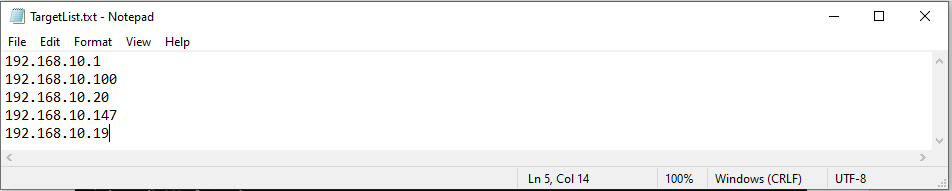 TargetList.txt - Notepad
File Edit Format View Help
192.168.10.1
192.168.10.100
192.168.10.20
192.168.10.147
192.168.10.19
Ln 5, Col 14 100% Windows (CRLF) UTF-8